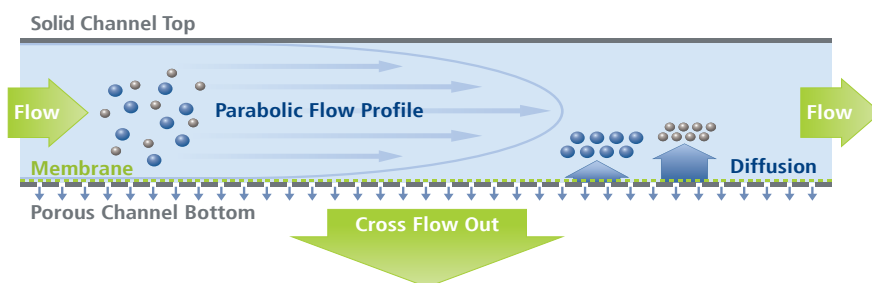 Solid Channel Top
Flow
Parabolic Flow Profile
Flow
Membrane
Diffusion
Porous Channel Bottom
Cross Flow Out